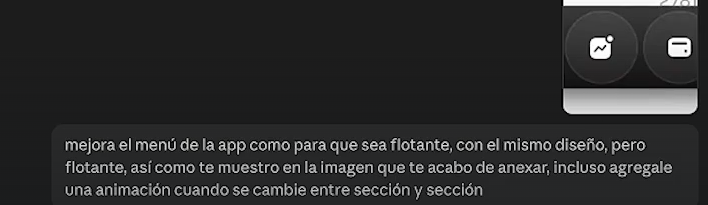 mejora el menú de la app como para que sea flotante, con el mismo diseño, pero
flotante, así como te muestro en la imagen que te acabo de anexar, incluso agregale
una animación cuando se cambie entre sección y sección